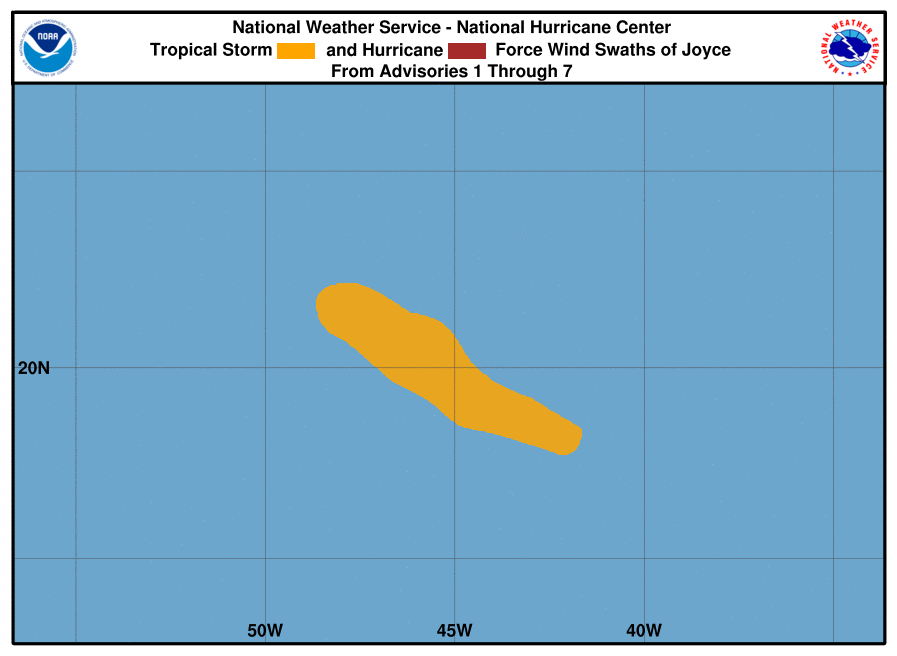 National Weather Service - National Hurricane Center
Tropical Storm and Hurricane Force Wind Swaths of Joyce
From Advisories 1 Through 7
NOAA
NATIONAL WEATHER SERVICE
20N
50W 45W 40W